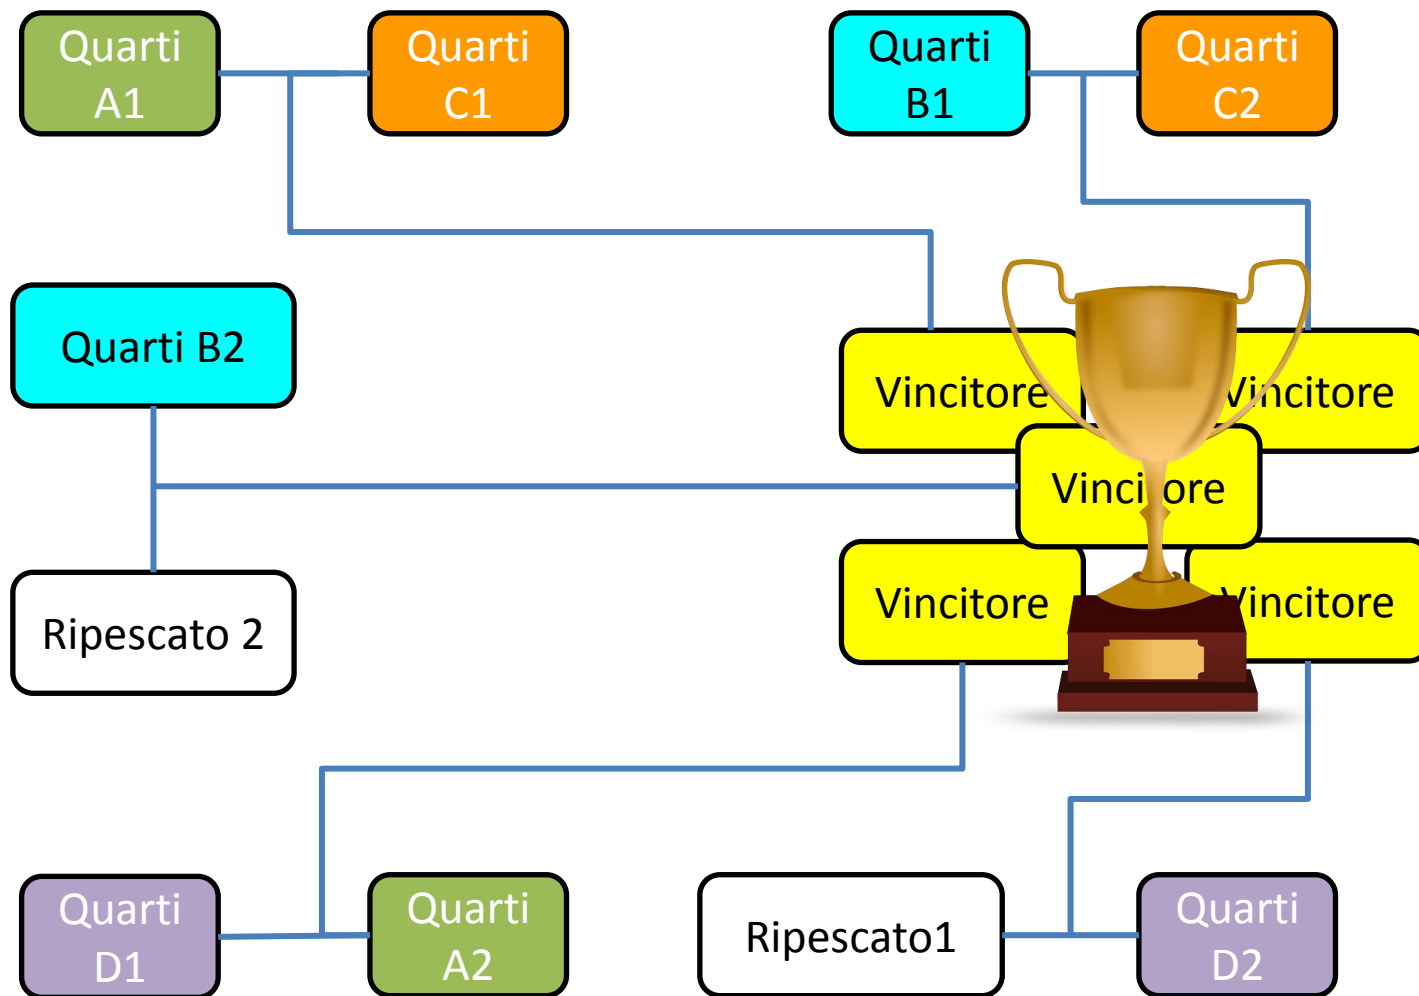 Quarti
A1
Quarti
C1
Quarti
B1
Quarti
C2
Quarti B2
Vincitore
Vincitore
Vincitore
Ripescato 2
Vincitore
Vincitore
Quarti
D1
Quarti
A2
Ripescato1
Quarti
D2